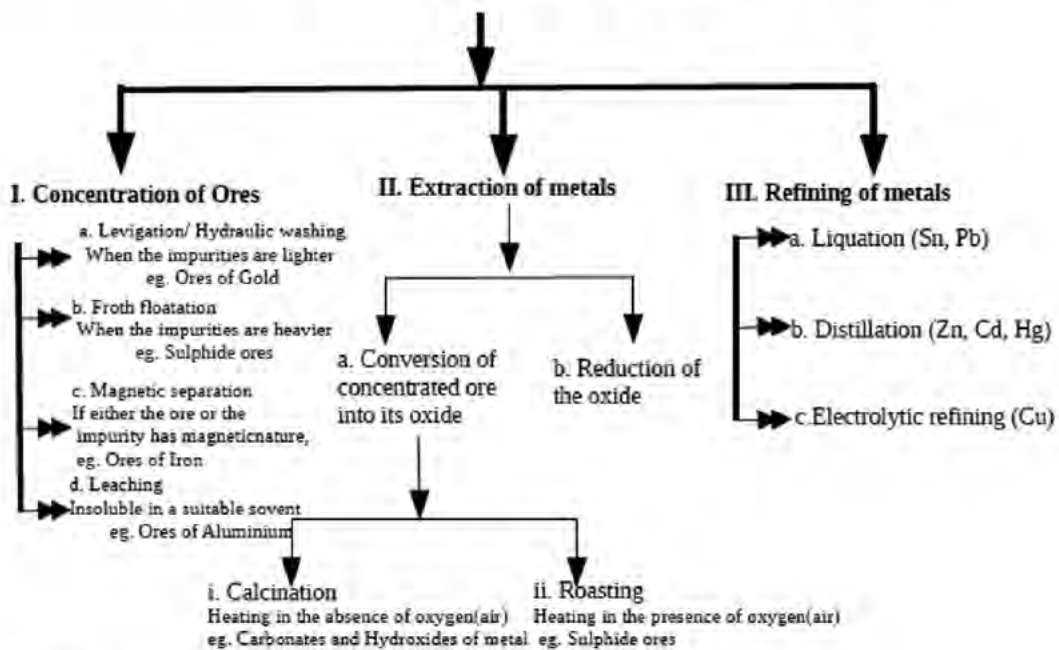 I. Concentration of Ores
a. Levigation/ Hydraulic washing
When the impurities are lighter
eg. Ores of Gold
b. Froth floatation
When the impurities are heavier
eg. Sulphide ores
c. Magnetic separation
If either the ore or the
impurity has magneticnature,
eg. Ores of Iron
d. Leaching
Insoluble in a suitable sovent
eg. Ores of Aluminium
II. Extraction of metals
a. Conversion of
concentrated ore
into its oxide
b. Reduction of
the oxide
i. Calcination
Heating in the absence of oxygen(air)
eg. Carbonates and Hydroxides of metal
ii. Roasting
Heating in the presence of oxygen(air)
eg. Sulphide ores
III. Refining of metals
a. Liquation (Sn, Pb)
b. Distillation (Zn, Cd, Hg)
c.Electrolytic refining (Cu)